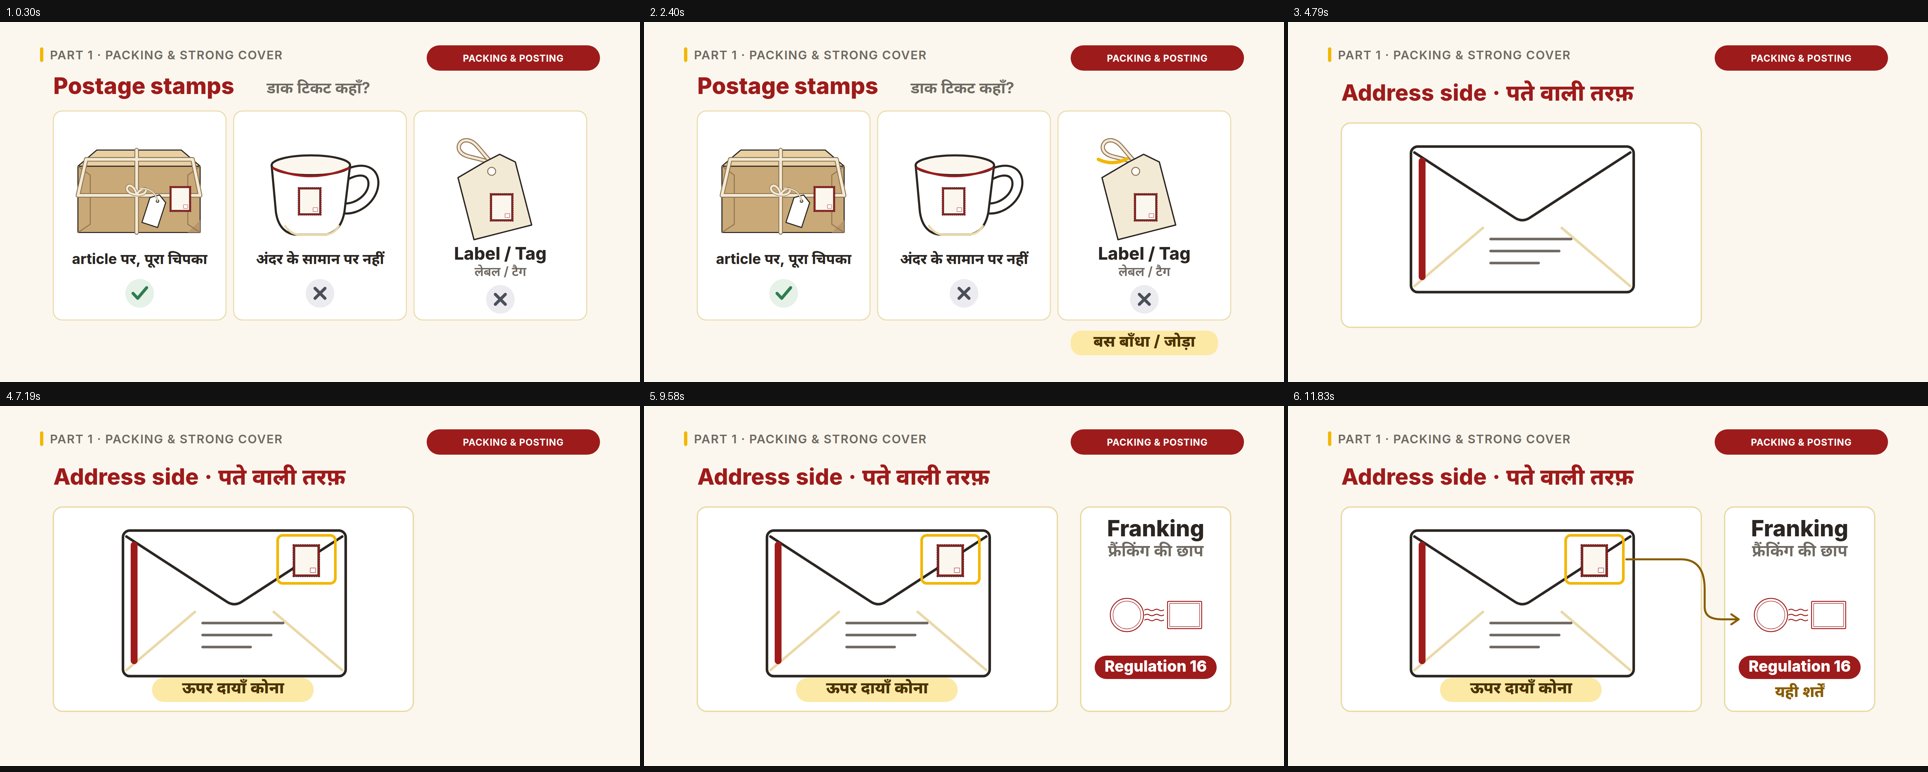 1. 0.30s
PART 1 · PACKING & STRONG COVER
PACKING & POSTING
Postage stamps
डाक टिकट कहाँ?
article पर, पूरा चिपका
अंदर के सामान पर नहीं
Label / Tag
लेबल / टैग
2. 2.40s
PART 1 · PACKING & STRONG COVER
PACKING & POSTING
Postage stamps
डाक टिकट कहाँ?
article पर, पूरा चिपका
अंदर के सामान पर नहीं
Label / Tag
लेबल / टैग
बस बाँधा / जोड़ा
3. 4.79s
PART 1 · PACKING & STRONG COVER
PACKING & POSTING
Address side · पते वाली तरफ़
4. 7.19s
PART 1 · PACKING & STRONG COVER
PACKING & POSTING
Address side · पते वाली तरफ़
ऊपर दायाँ कोना
5. 9.58s
PART 1 · PACKING & STRONG COVER
PACKING & POSTING
Address side · पते वाली तरफ़
ऊपर दायाँ कोना
Franking
फ्रैंकिंग की छाप
Regulation 16
6. 11.83s
PART 1 · PACKING & STRONG COVER
PACKING & POSTING
Address side · पते वाली तरफ़
ऊपर दायाँ कोना
Franking
फ्रैंकिंग की छाप
Regulation 16
यही शर्तें